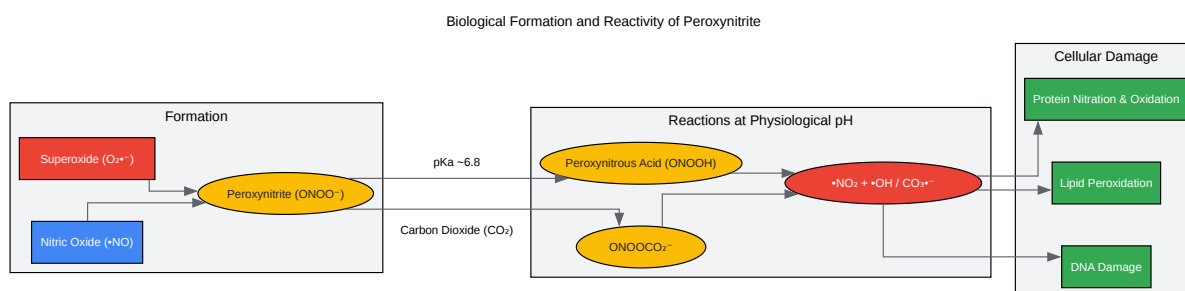 Biological Formation and Reactivity of Peroxynitrite
Formation
Superoxide (O₂•⁻)
Nitric Oxide (•NO)
Peroxynitrite (ONOO⁻)
pKa ~6.8
Carbon Dioxide (CO₂)
Reactions at Physiological pH
Peroxynitrous Acid (ONOOH)
ONOOCO₂⁻
•NO₂ + •OH / CO₃•⁻
Cellular Damage
Protein Nitration & Oxidation
Lipid Peroxidation
DNA Damage